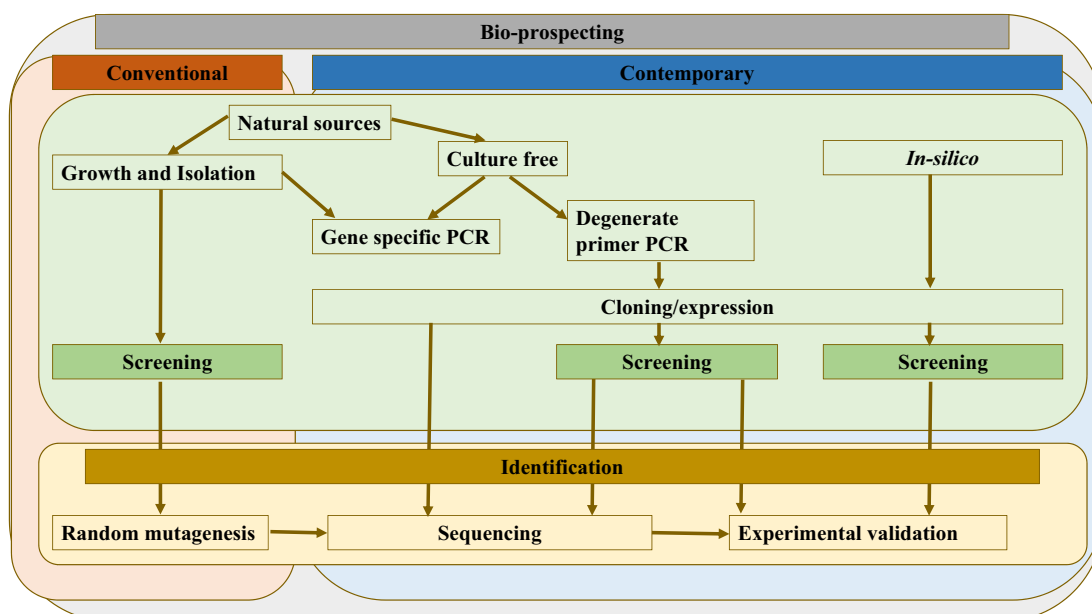 Bio-prospecting
Conventional
Contemporary
Natural sources
Culture free
In-silico
Growth and Isolation
Gene specific PCR
Degenerate
primer PCR
Cloning/expression
Screening
Screening
Screening
Identification
Random mutagenesis
Sequencing
Experimental validation